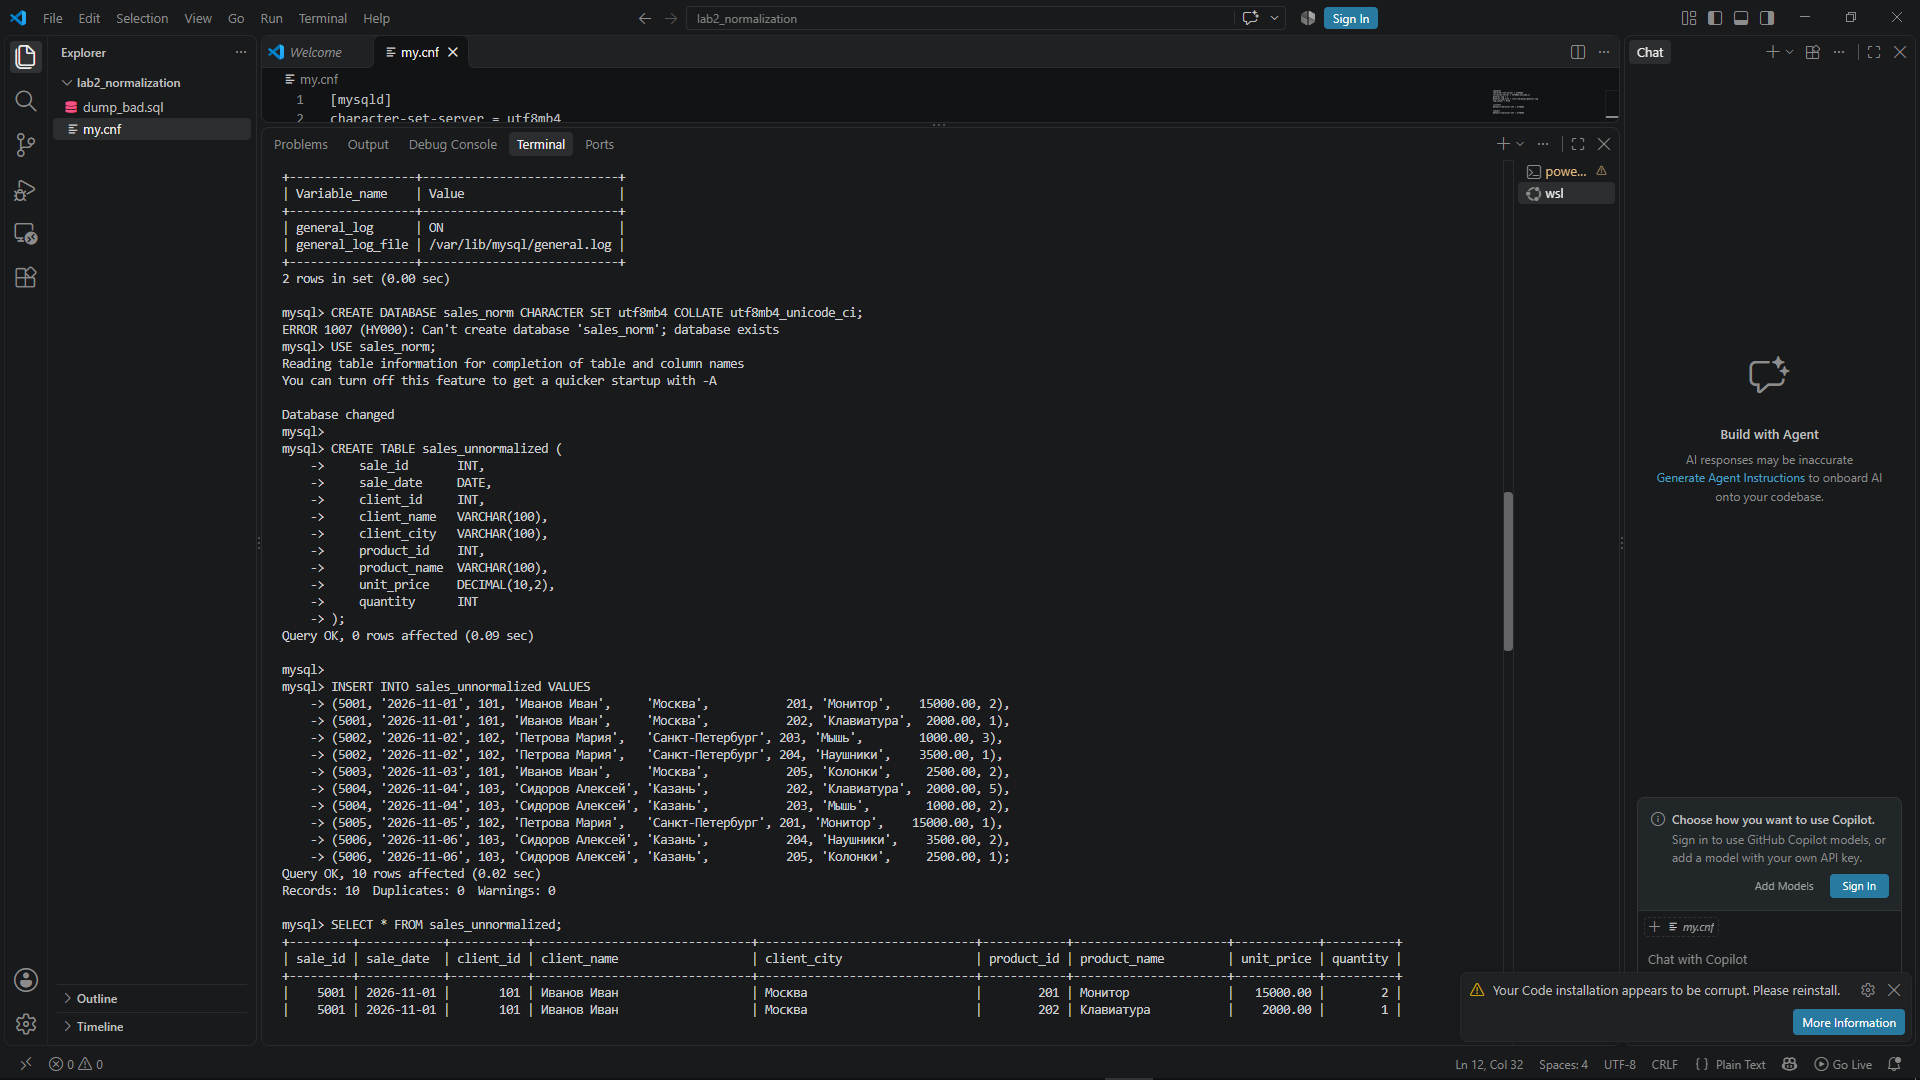 File Edit Selection View Go Run Terminal Help
lab2_normalization
Sign In
Explorer
lab2_normalization
dump_bad.sql
my.cnf
Outline
Timeline
Welcome
my.cnf
my.cnf
1 [mysqld]
2 character-set-server = utf8mb4
Problems Output Debug Console Terminal Ports
powe...
wsl
+------------------+---------------------------+
| Variable_name    | Value                     |
+------------------+---------------------------+
| general_log      | ON                        |
| general_log_file | /var/lib/mysql/general.log |
+------------------+---------------------------+
2 rows in set (0.00 sec)
mysql> CREATE DATABASE sales_norm CHARACTER SET utf8mb4 COLLATE utf8mb4_unicode_ci;
ERROR 1007 (HY000): Can't create database 'sales_norm'; database exists
mysql> USE sales_norm;
Reading table information for completion of table and column names
You can turn off this feature to get a quicker startup with -A
Database changed
mysql>
mysql> CREATE TABLE sales_unnormalized (
    ->     sale_id       INT,
    ->     sale_date     DATE,
    ->     client_id     INT,
    ->     client_name   VARCHAR(100),
    ->     client_city   VARCHAR(100),
    ->     product_id    INT,
    ->     product_name  VARCHAR(100),
    ->     unit_price    DECIMAL(10,2),
    ->     quantity      INT
    -> );
Query OK, 0 rows affected (0.09 sec)
mysql>
mysql> INSERT INTO sales_unnormalized VALUES
    -> (5001, '2026-11-01', 101, 'Иванов Иван',     'Москва',           201, 'Монитор',     15000.00, 2),
    -> (5001, '2026-11-01', 101, 'Иванов Иван',     'Москва',           202, 'Клавиатура',  2000.00, 1),
    -> (5002, '2026-11-02', 102, 'Петрова Мария',   'Санкт-Петербург', 203, 'Мышь',        1000.00, 3),
    -> (5002, '2026-11-02', 102, 'Петрова Мария',   'Санкт-Петербург', 204, 'Наушники',    3500.00, 1),
    -> (5003, '2026-11-03', 101, 'Иванов Иван',     'Москва',           205, 'Колонки',     2500.00, 2),
    -> (5004, '2026-11-04', 103, 'Сидоров Алексей', 'Казань',           202, 'Клавиатура',  2000.00, 5),
    -> (5004, '2026-11-04', 103, 'Сидоров Алексей', 'Казань',           203, 'Мышь',        1000.00, 2),
    -> (5005, '2026-11-05', 102, 'Петрова Мария',   'Санкт-Петербург', 201, 'Монитор',    15000.00, 1),
    -> (5006, '2026-11-06', 103, 'Сидоров Алексей', 'Казань',           204, 'Наушники',    3500.00, 2),
    -> (5006, '2026-11-06', 103, 'Сидоров Алексей', 'Казань',           205, 'Колонки',     2500.00, 1);
Query OK, 10 rows affected (0.02 sec)
Records: 10  Duplicates: 0  Warnings: 0
mysql> SELECT * FROM sales_unnormalized;
+---------+------------+-----------+-------------------------------+-------------------------------+------------+---------------------+------------+----------+
| sale_id | sale_date  | client_id | client_name | client_city | product_id | product_name | unit_price | quantity |
+---------+------------+-----------+-------------------------------+-------------------------------+------------+---------------------+------------+----------+
|    5001 | 2026-11-01 |       101 | Иванов Иван | Москва | 201 | Монитор | 15000.00 | 2 |
|    5001 | 2026-11-01 |       101 | Иванов Иван | Москва | 202 | Клавиатура | 2000.00 | 1 |
Chat
Build with Agent
AI responses may be inaccurate
Generate Agent Instructions to onboard AI
onto your codebase.
Choose how you want to use Copilot.
Sign in to use GitHub Copilot models, or
add a model with your own API key.
Add Models Sign In
my.cnf
Chat with Copilot
Your Code installation appears to be corrupt. Please reinstall.
More Information
0 0
Ln 12, Col 32 Spaces: 4 UTF-8 CRLF { } Plain Text Go Live